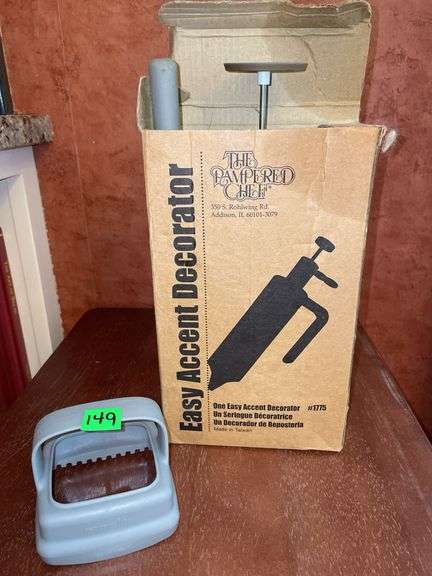 THE
PAMPERED
CHEF®
350 S. Rohlwing Rd.
Addison, IL 60101-3079
Easy Accent Decorator
One Easy Accent Decorator #1775
Un Seringue Décoratrice
Un Decorador de Repostería
Made in Taiwan
149